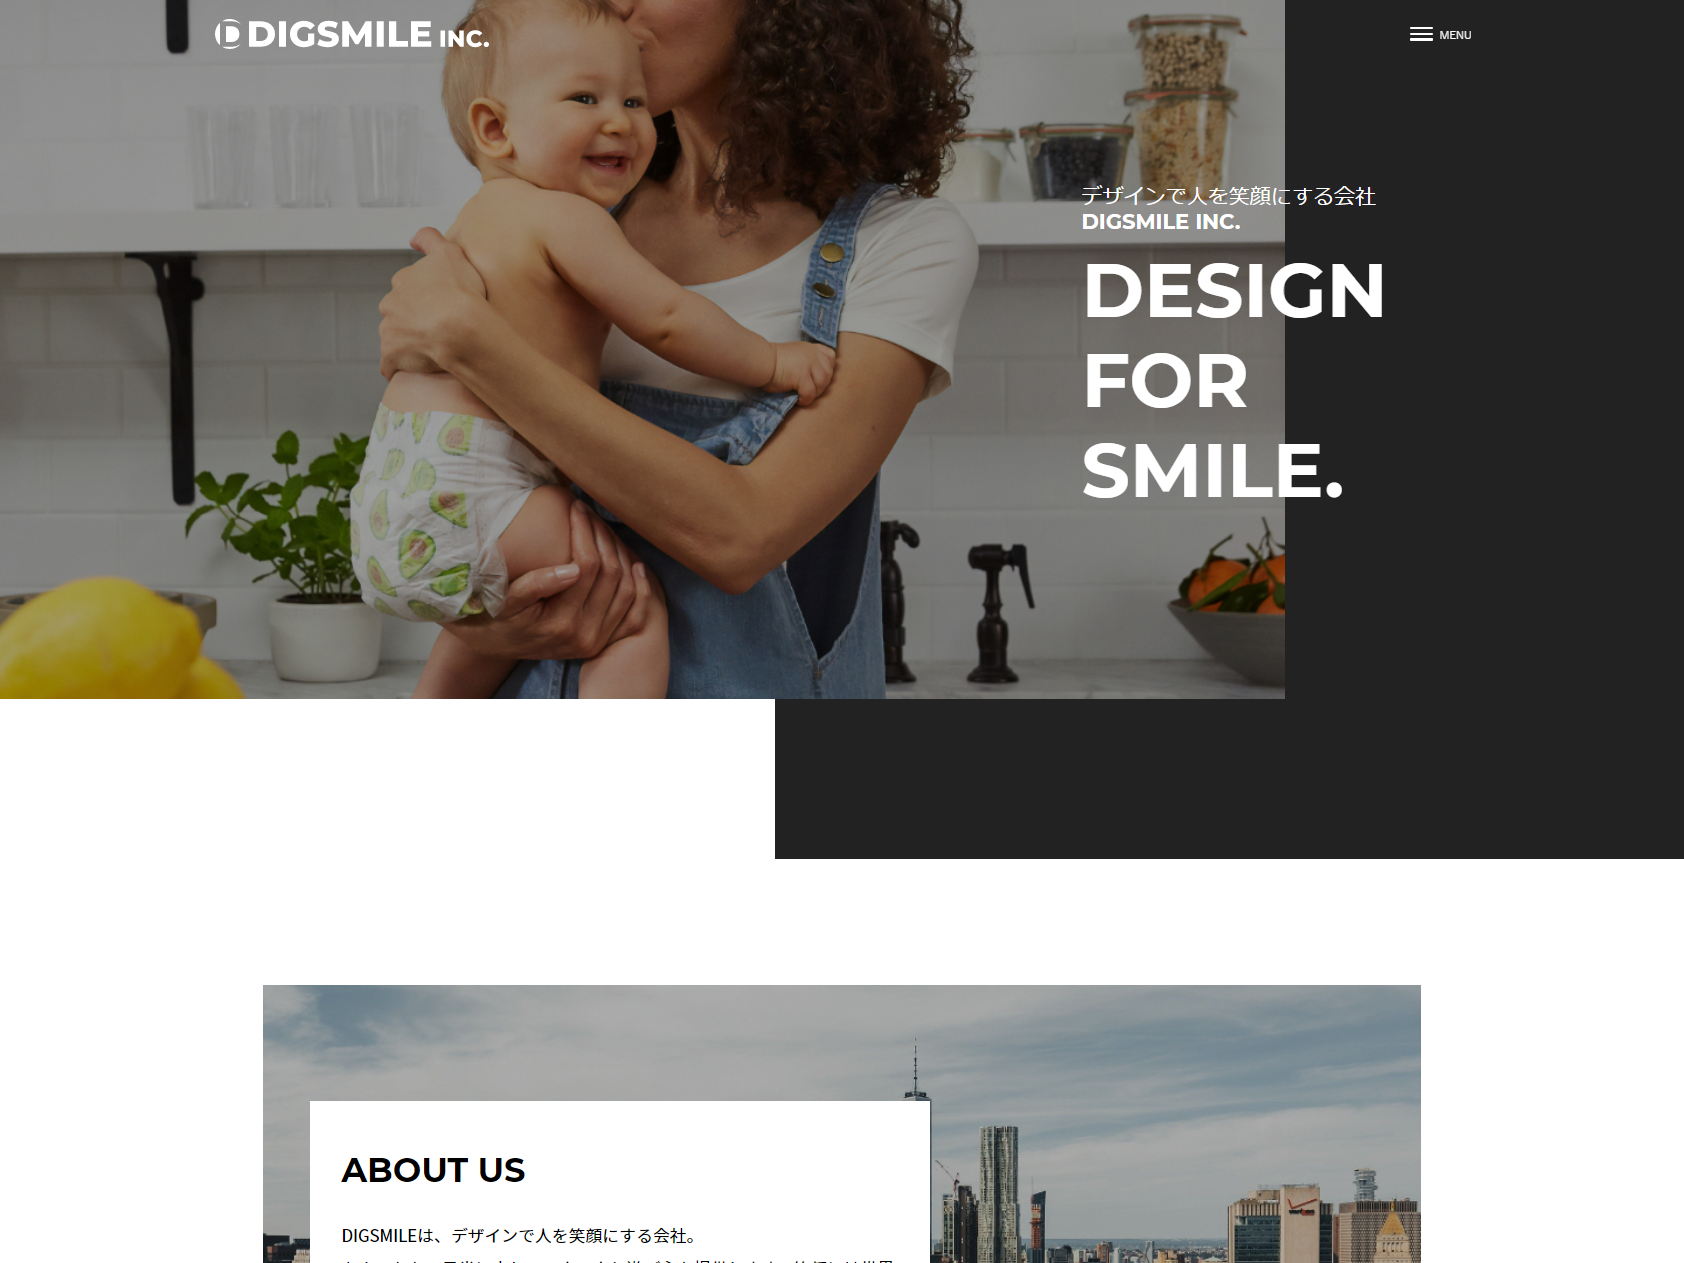 DIGSMILE INC.
MENU
デザインで人を笑顔にする会社
DIGSMILE INC.
DESIGN
FOR
SMILE.
verizon
ABOUT US
DIGSMILEは、デザインで人を笑顔にする会社。